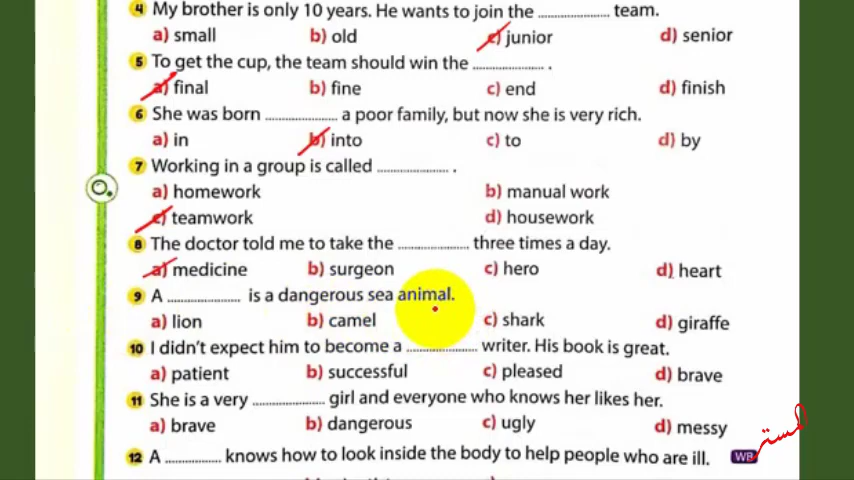 4 My brother is only 10 years. He wants to join the ............... team.
a) small b) old c) junior d) senior
5 To get the cup, the team should win the ............... .
a) final b) fine c) end d) finish
6 She was born ............... a poor family, but now she is very rich.
a) in b) into c) to d) by
7 Working in a group is called ............... .
a) homework b) manual work
c) teamwork d) housework
8 The doctor told me to take the ............... three times a day.
a) medicine b) surgeon c) hero d) heart
9 A ............... is a dangerous sea animal.
a) lion b) camel c) shark d) giraffe
10 I didn't expect him to become a ............... writer. His book is great.
a) patient b) successful c) pleased d) brave
11 She is a very ............... girl and everyone who knows her likes her.
a) brave b) dangerous c) ugly d) messy
12 A ............... knows how to look inside the body to help people who are ill. WB